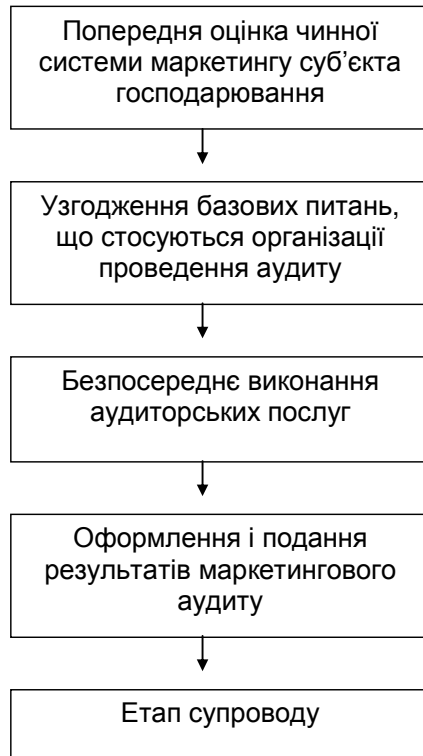 Попередня оцінка чинної
системи маркетингу суб’єкта
господарювання
Узгодження базових питань,
що стосуються організації
проведення аудиту
Безпосереднє виконання
аудиторських послуг
Оформлення і подання
результатів маркетингового
аудиту
Етап супроводу